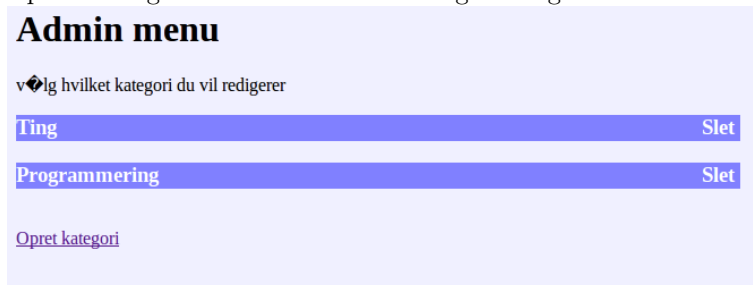 Admin menu
v�lg hvilket kategori du vil redigerer
Ting Slet
Programmering Slet
Opret kategori